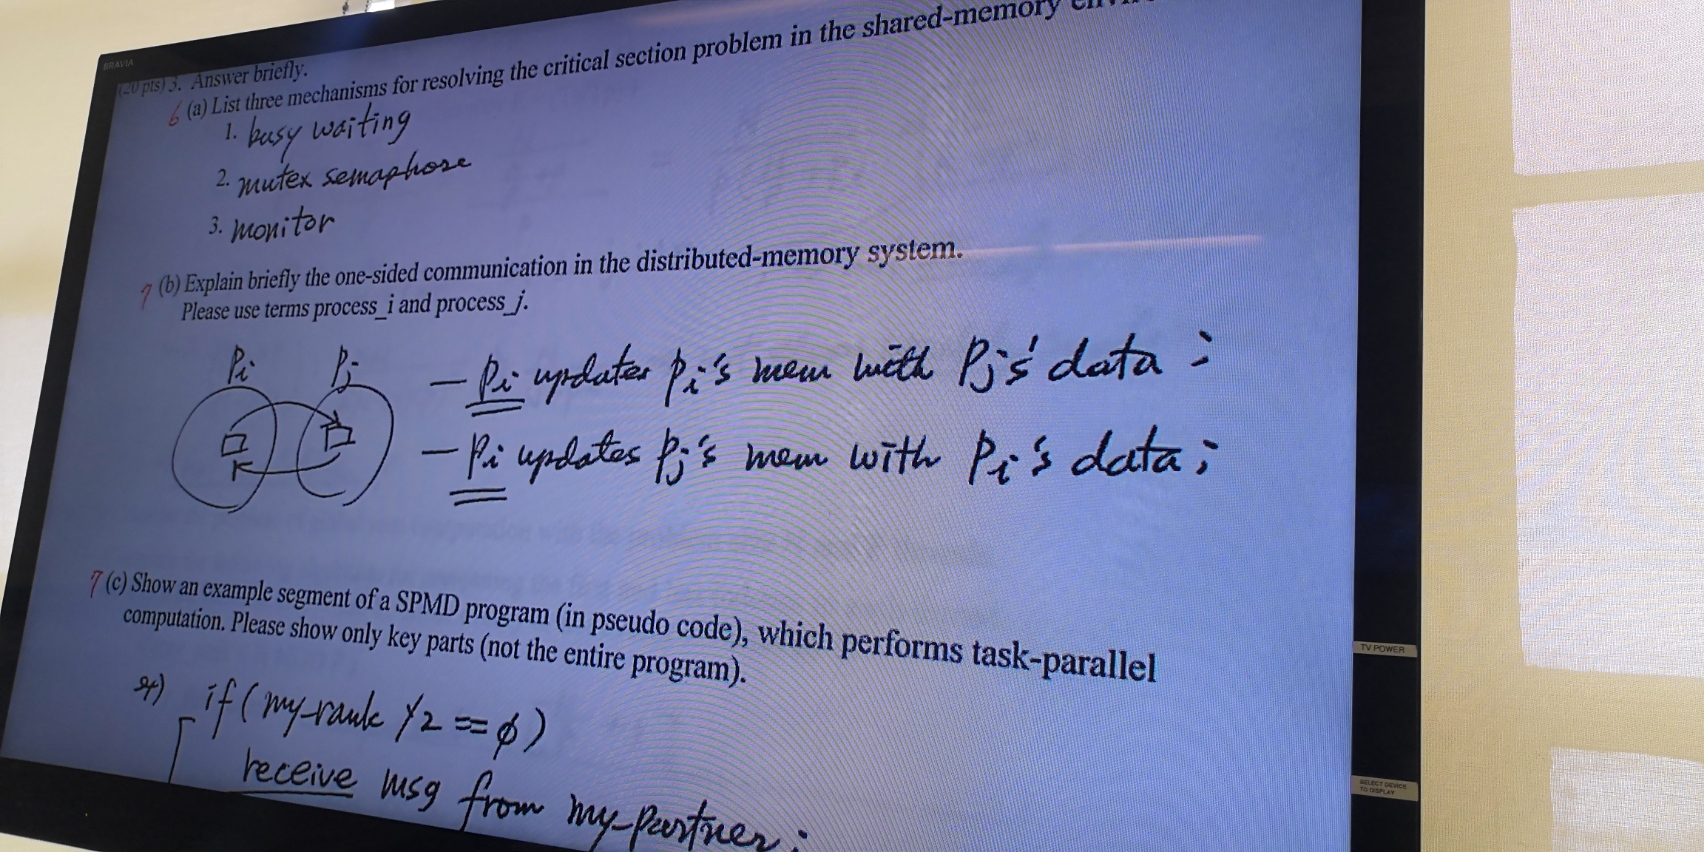 BRAVIA
(20 pts) 3. Answer briefly.
6 (a) List three mechanisms for resolving the critical section problem in the shared-memory
1. busy waiting
2. mutex semaphore
3. monitor
7 (b) Explain briefly the one-sided communication in the distributed-memory system.
Please use terms process_i and process_j.
Pi Pj
– Pi updates Pi's mem with Pj's data ;
– Pi updates Pj's mem with Pi's data ;
7 (c) Show an example segment of a SPMD program (in pseudo code), which performs task-parallel
computation. Please show only key parts (not the entire program).
if (my-rank %2 == ϕ)
receive msg from my-partner ;
TV POWER
SELECT DEVICE
TO DISPLAY